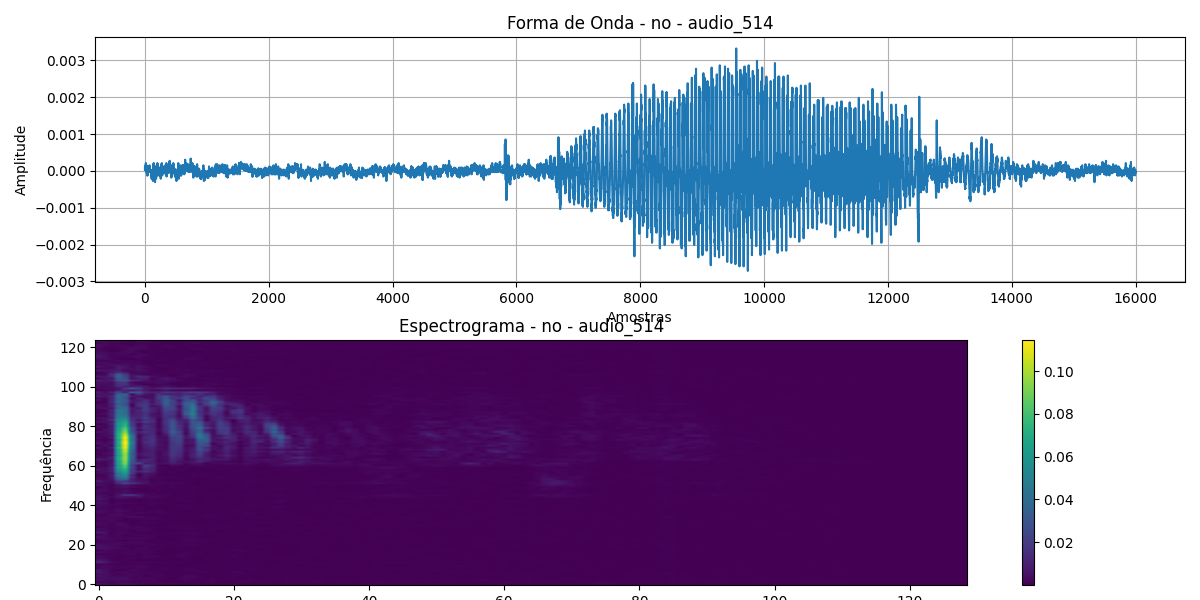 Forma de Onda - no - audio_514
Amplitude
0.003
0.002
0.001
0.000
−0.001
−0.002
−0.003
0 2000 4000 6000 8000 10000 12000 14000 16000
Amostras
Espectrograma - no - audio_514
Frequência
120
100
80
60
40
20
0
0 20 40 60 80 100 120
0.10
0.08
0.06
0.04
0.02